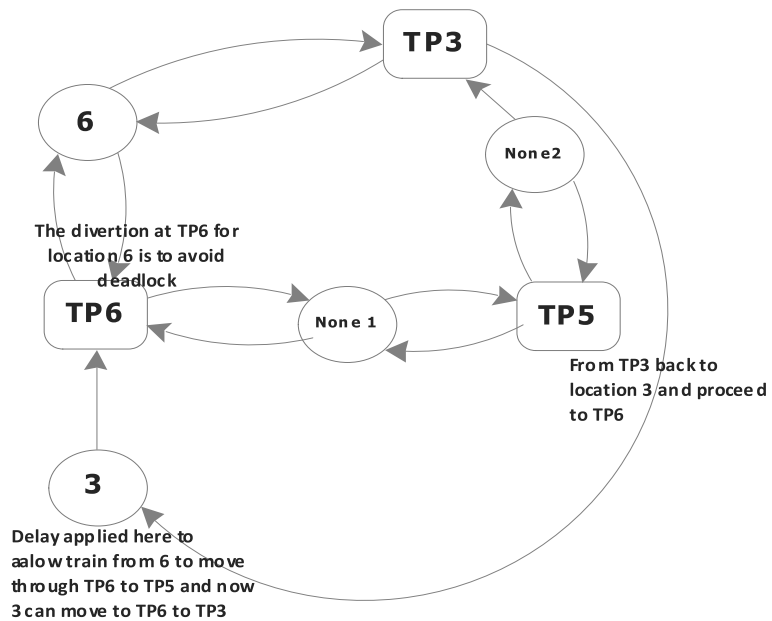 TP3
6
None2
The divertion at TP6 for
location 6 is to avoid
deadlock
TP6
None 1
TP5
From TP3 back to
location 3 and proceed
to TP6
3
Delay applied here to
aalow train from 6 to move
through TP6 to TP5 and now
3 can move to TP6 to TP3